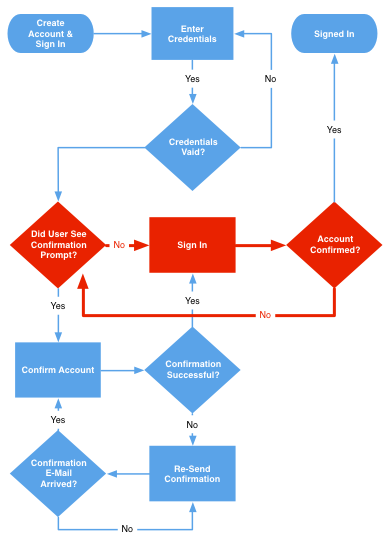 Create
Account &
Sign In
Enter
Credentials
Signed In
Yes
No
Credentials
Vaid?
Yes
Did User See
Confirmation
Prompt?
No
Sign In
Account
Confirmed?
Yes
Yes
No
Confirm Account
Confirmation
Successful?
Yes
No
Confirmation
E-Mail
Arrived?
Re-Send
Confirmation
No